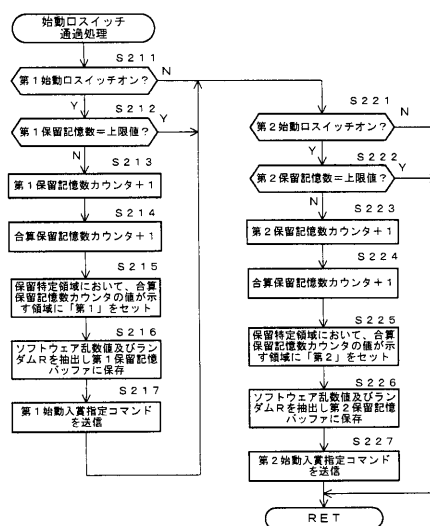 始動口スイッチ
通過処理
S211
第1始動口スイッチオン?
N
Y
S212
第1保留記憶数=上限値?
Y
N
S213
第1保留記憶数カウンタ+1
S214
合算保留記憶数カウンタ+1
S215
保留特定領域において、合算
保留記憶数カウンタの値が示
す領域に「第1」をセット
S216
ソフトウェア乱数値及びラン
ダムRを抽出し第1保留記憶
バッファに保存
S217
第1始動入賞指定コマンド
を送信
S221
第2始動口スイッチオン?
N
Y
S222
第2保留記憶数=上限値?
Y
N
S223
第2保留記憶数カウンタ+1
S224
合算保留記憶数カウンタ+1
S225
保留特定領域において、合算
保留記憶数カウンタの値が示
す領域に「第2」をセット
S226
ソフトウェア乱数値及びラン
ダムRを抽出し第2保留記憶
バッファに保存
S227
第2始動入賞指定コマンド
を送信
RET